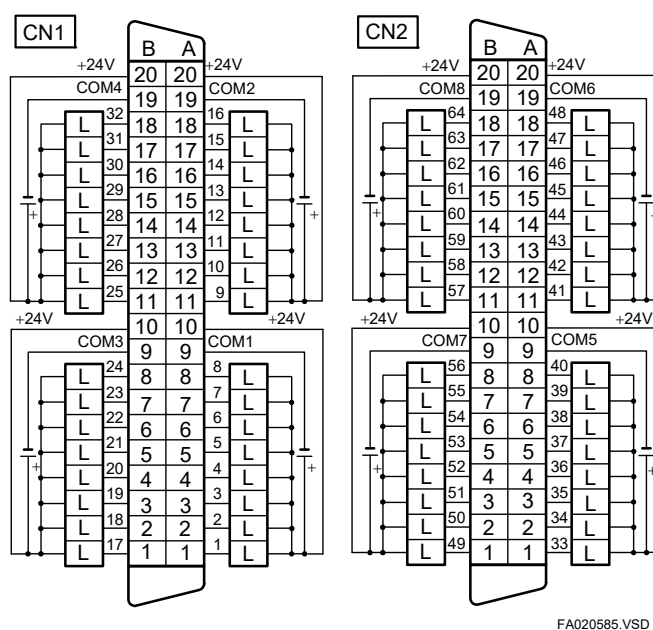 CN1
B A
+24V 20 20 +24V
COM4 19 19 COM2
32 L 18 18 L 16
31 L 17 17 L 15
30 L 16 16 L 14
29 L 15 15 L 13
28 L 14 14 L 12
27 L 13 13 L 11
26 L 12 12 L 10
25 L 11 11 L 9
+24V 10 10 +24V
COM3 9 9 COM1
24 L 8 8 L 8
23 L 7 7 L 7
22 L 6 6 L 6
21 L 5 5 L 5
20 L 4 4 L 4
19 L 3 3 L 3
18 L 2 2 L 2
17 L 1 1 L 1
+ +
+ +
CN2
B A
+24V 20 20 +24V
COM8 19 19 COM6
64 L 18 18 L 48
63 L 17 17 L 47
62 L 16 16 L 46
61 L 15 15 L 45
60 L 14 14 L 44
59 L 13 13 L 43
58 L 12 12 L 42
57 L 11 11 L 41
+24V 10 10 +24V
COM7 9 9 COM5
56 L 8 8 L 40
55 L 7 7 L 39
54 L 6 6 L 38
53 L 5 5 L 37
52 L 4 4 L 36
51 L 3 3 L 35
50 L 2 2 L 34
49 L 1 1 L 33
+ +
+ +
FA020585.VSD